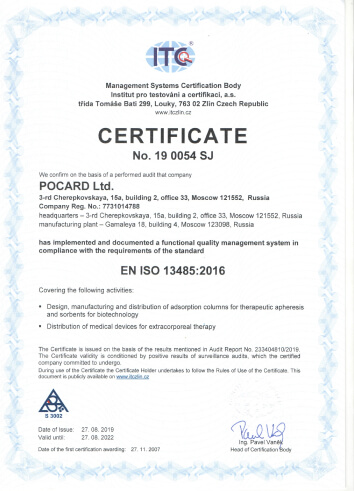 ITC
®
Management Systems Certification Body
Institut pro testování a certifikaci, a.s.
třída Tomáše Bati 299, Louky, 763 02 Zlín Czech Republic
www.itczlin.cz
CERTIFICATE
No. 19 0054 SJ
We confirm on the basis of a performed audit that company
POCARD Ltd.
3-rd Cherepkovskaya, 15a, building 2, office 33, Moscow 121552, Russia
Company Reg. No.: 7731014788
headquarters – 3-rd Cherepkovskaya, 15a, building 2, office 33, Moscow 121552, Russia
manufacturing plant – Gamaleya 18, building 4, Moscow 123098, Russia
has implemented and documented a functional quality management system in
compliance with the requirements of the standard
EN ISO 13485:2016
Covering the following activities:
• Design, manufacturing and distribution of adsorption columns for therapeutic apheresis
and sorbents for biotechnology
• Distribution of medical devices for extracorporeal therapy
The Certificate is issued on the basis of the results mentioned in Audit Report No. 233404610/2019.
The Certificate validity is conditioned by positive results of surveillance audits, which the certified
company committed to undergo.
During use of the Certificate the Certificate Holder undertakes to follow the Rules of Use of the Certificate. This
document is publicly available on www.itczlin.cz
S 3002
Date of issue: 27. 08. 2019
Valid until: 27. 08. 2022
Date of the first certification awarding: 27. 11. 2007
Ing. Pavel Vaněk
Head of Certification Body